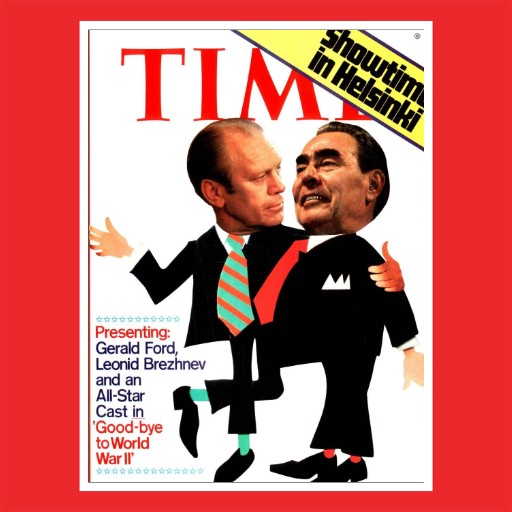 ®
Showtime
in Helsinki
TIME
Presenting:
Gerald Ford,
Leonid Brezhnev
and an
All-Star
Cast in
'Good-bye
to World
War II'